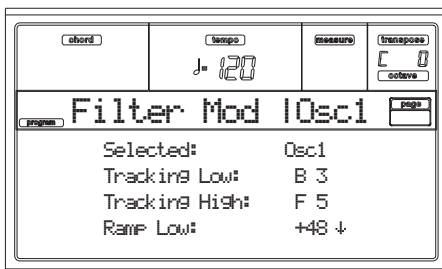 chord tempo measure transpose
♩= 120 C 0
octave
program Filter Mod |Osc1 page
Selected: Osc1
Tracking Low: B 3
Tracking High: F 5
Ramp Low: +48 ↓